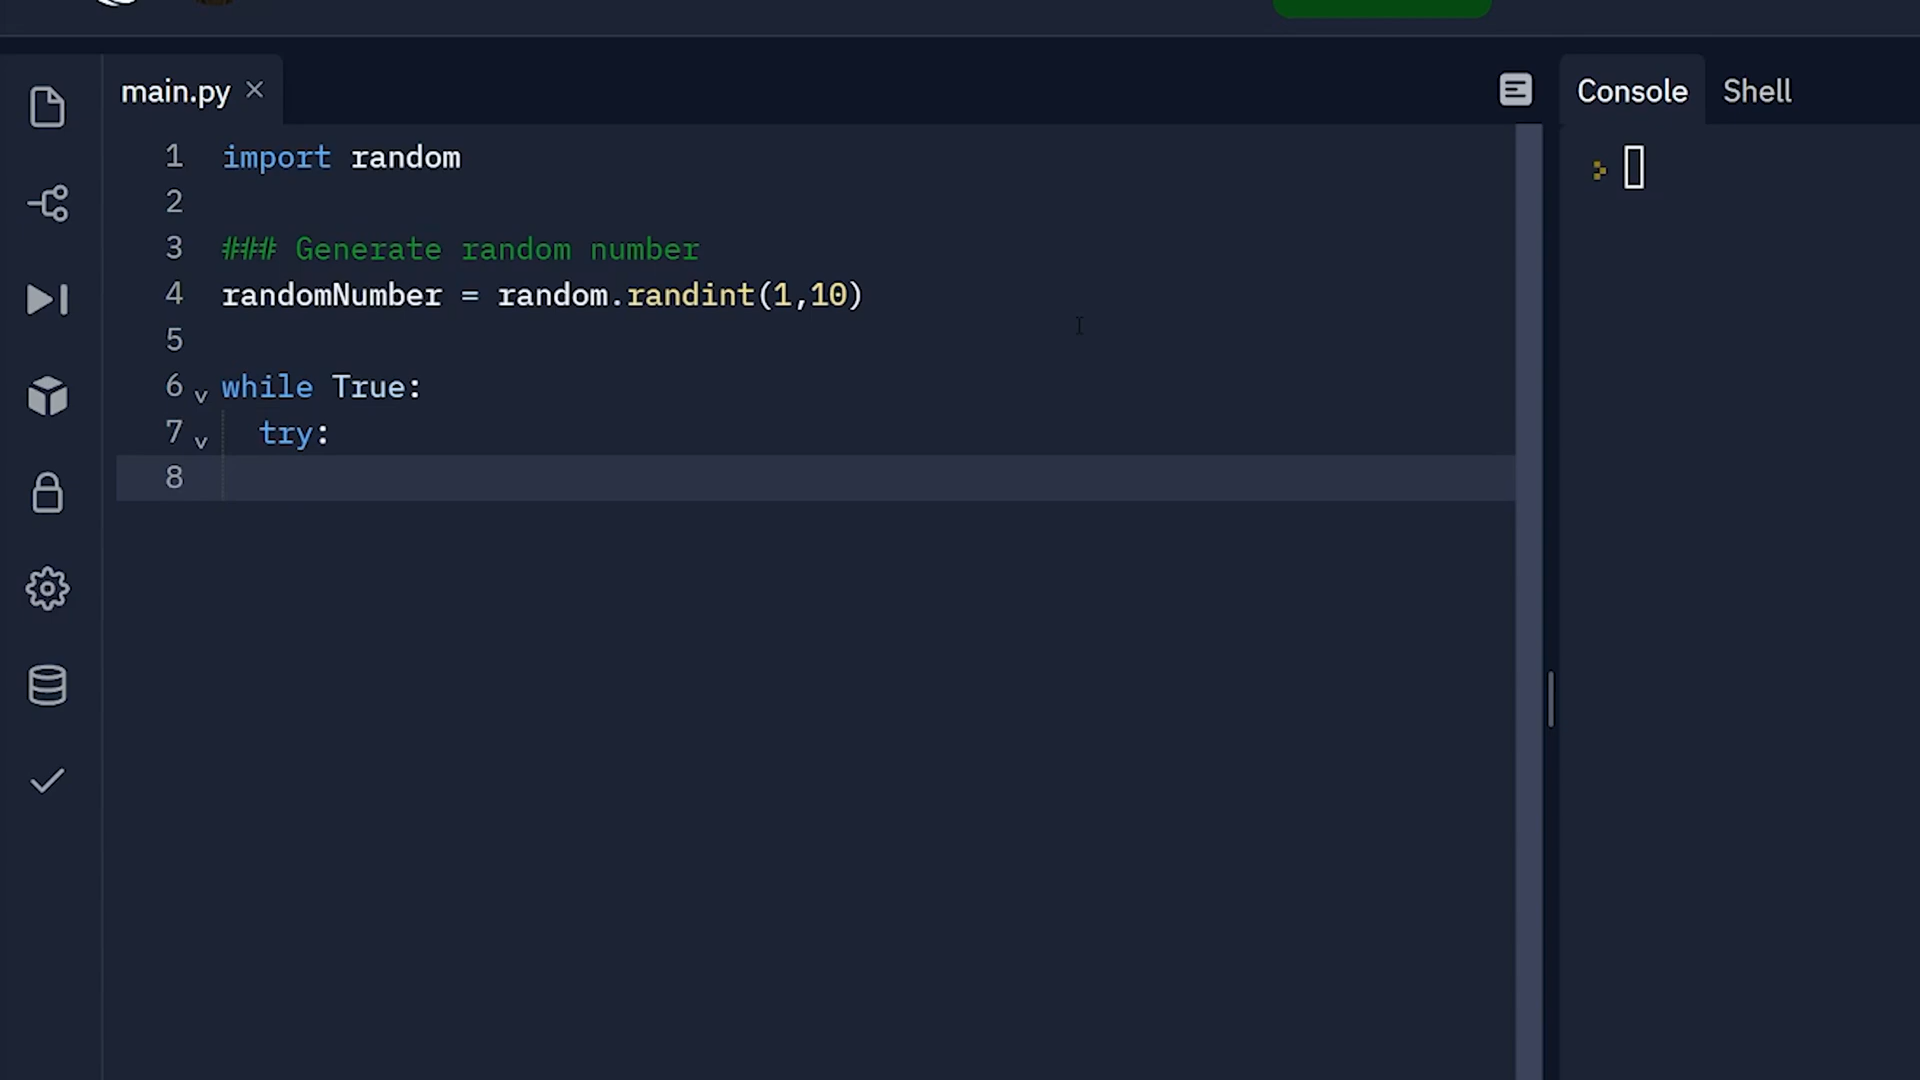 main.py
Console Shell
1 import random
2
3 ### Generate random number
4 randomNumber = random.randint(1,10)
5
6 while True:
7 try:
8